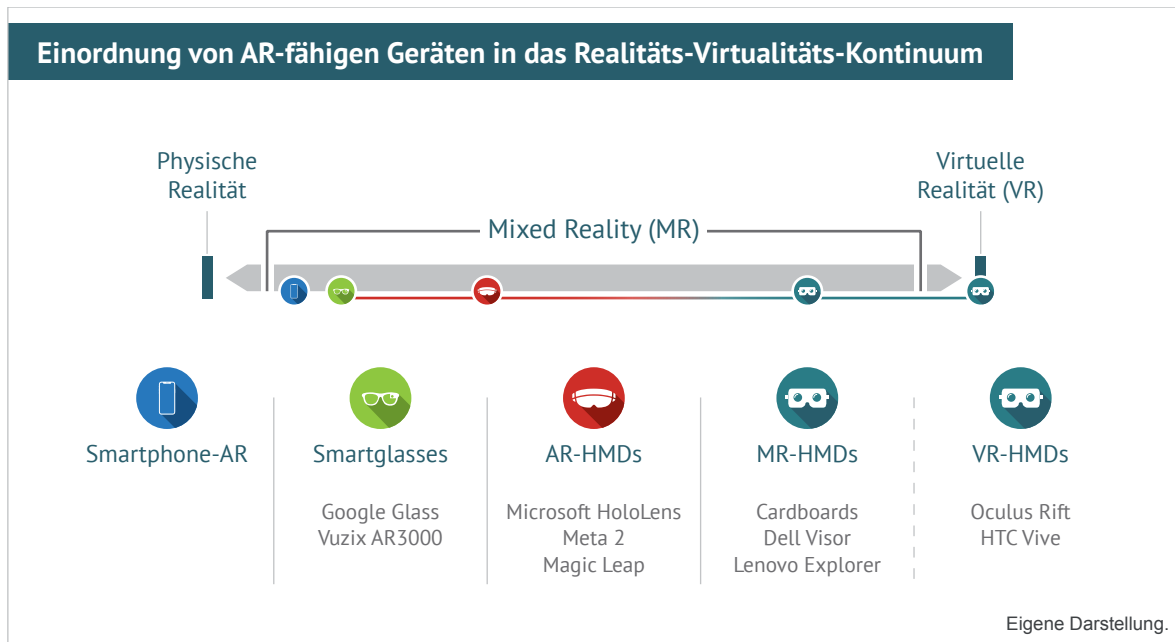 Einordnung von AR-fähigen Geräten in das Realitäts-Virtualitäts-Kontinuum
Physische
Realität
Virtuelle
Realität (VR)
Mixed Reality (MR)
Smartphone-AR
Smartglasses
Google Glass
Vuzix AR3000
AR-HMDs
Microsoft HoloLens
Meta 2
Magic Leap
MR-HMDs
Cardboards
Dell Visor
Lenovo Explorer
VR-HMDs
Oculus Rift
HTC Vive
Eigene Darstellung.